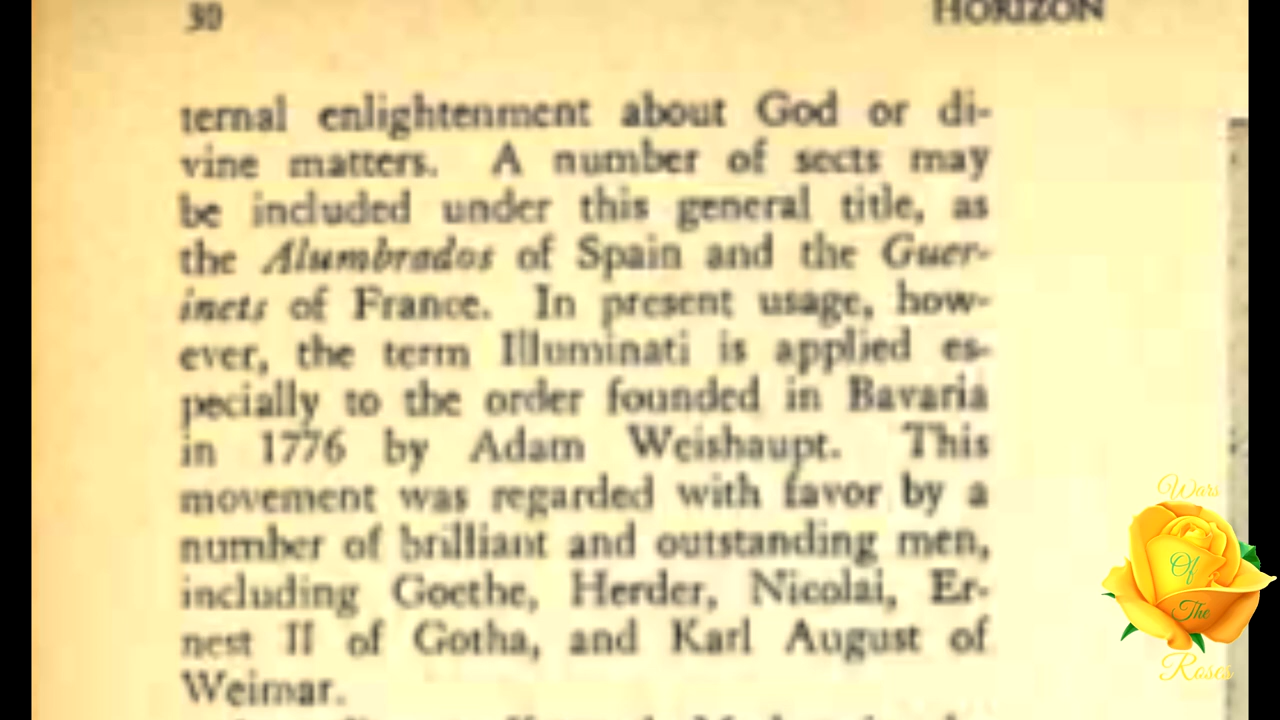 30 HORIZON
ternal enlightenment about God or di-
vine matters. A number of sects may
be included under this general title, as
the Alumbrados of Spain and the Guer-
inets of France. In present usage, how-
ever, the term Illuminati is applied es-
pecially to the order founded in Bavaria
in 1776 by Adam Weishaupt. This
movement was regarded with favor by a
number of brilliant and outstanding men,
including Goethe, Herder, Nicolai, Er-
nest II of Gotha, and Karl August of
Weimar.
Wars
Of
The
Roses